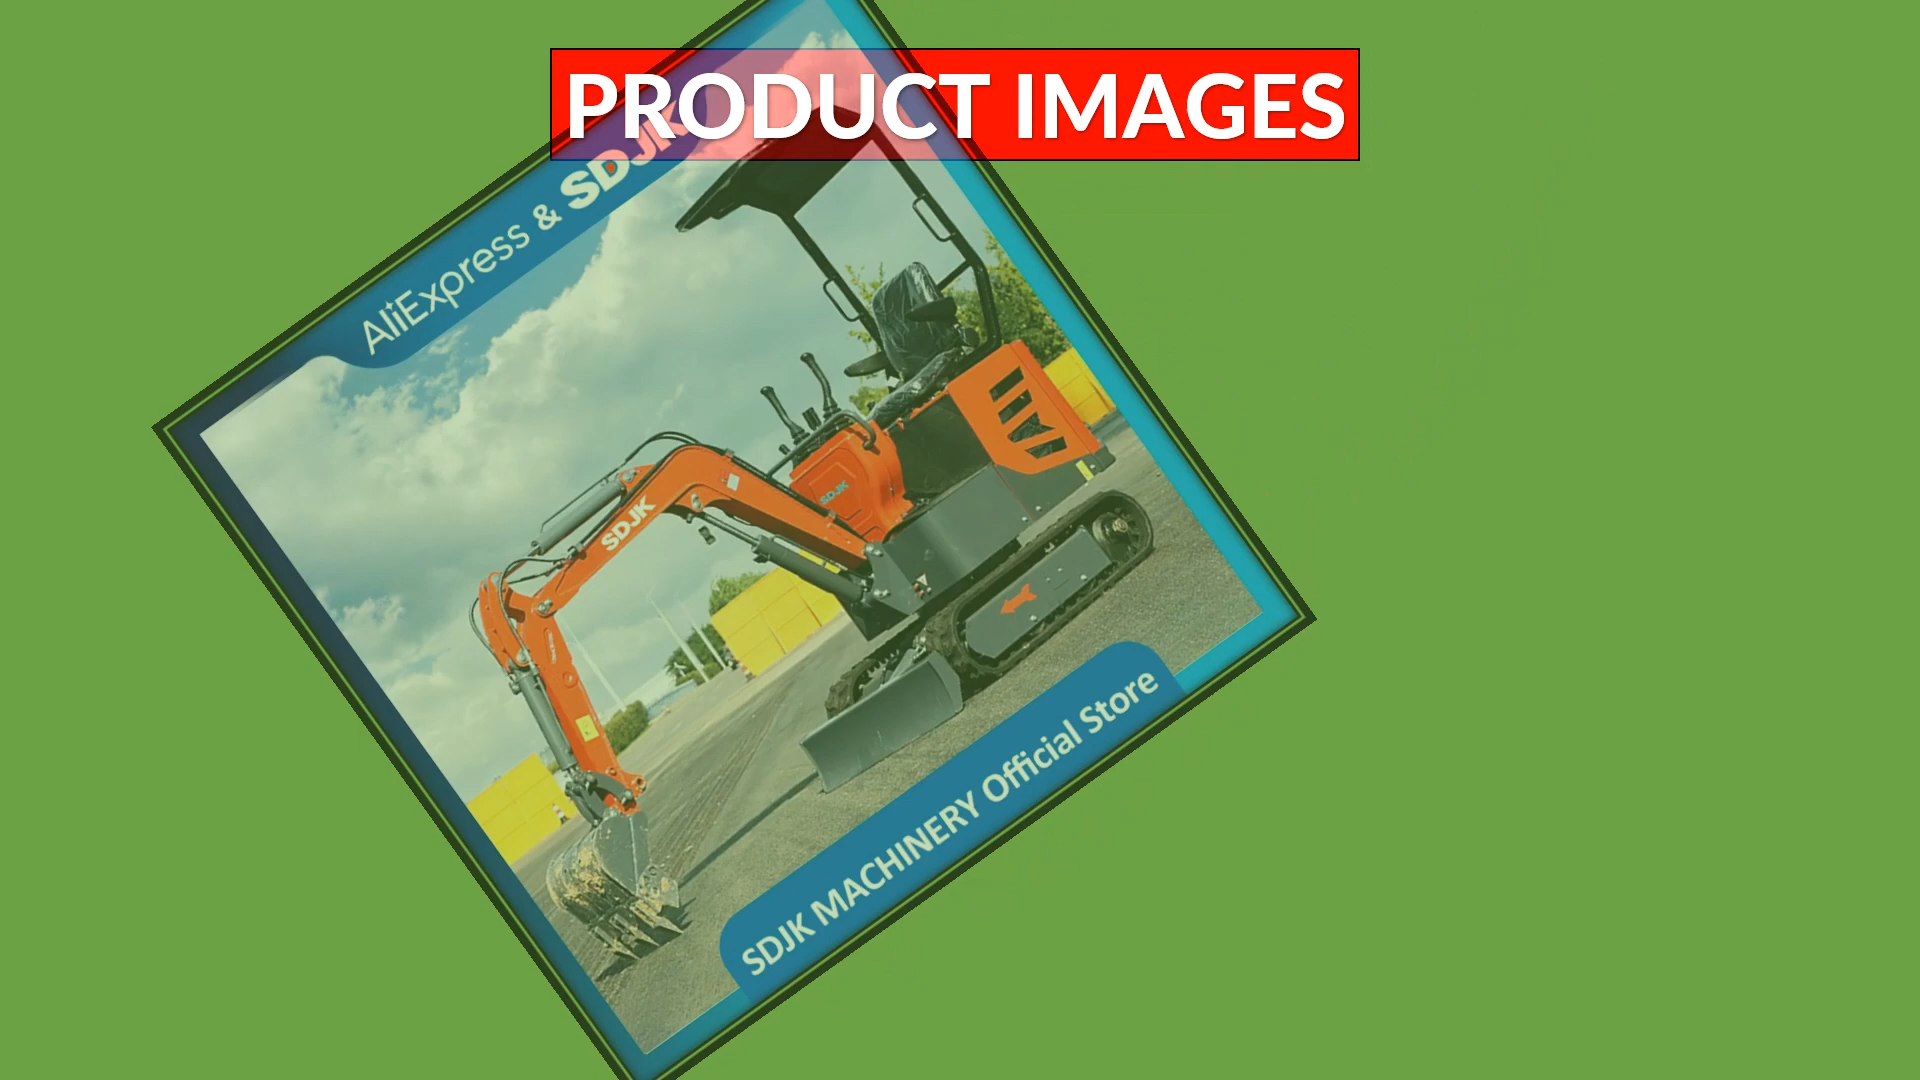 PRODUCT IMAGES
AliExpress & SDJK
SDJK
SDJK
SDJK MACHINERY Official Store